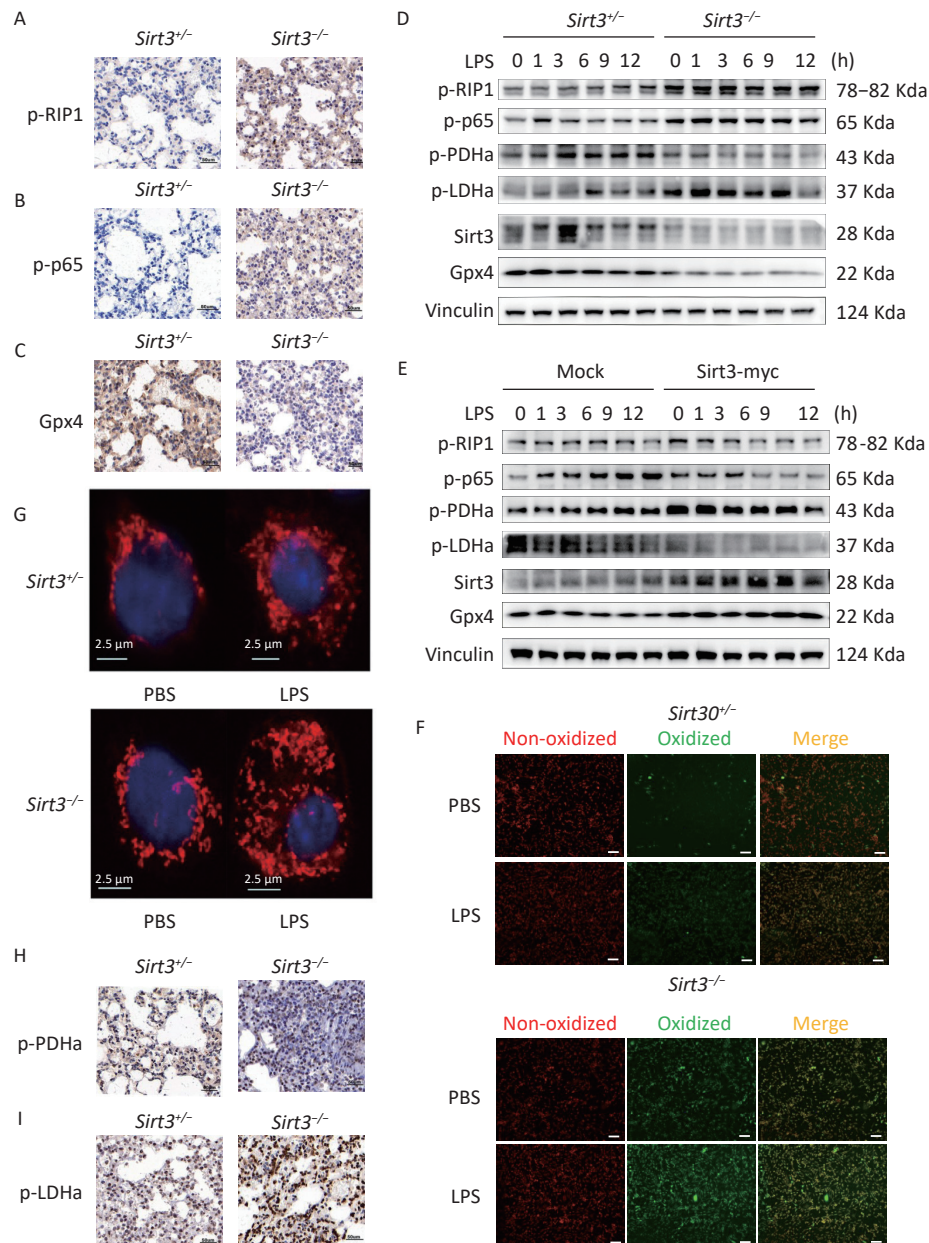 A
Sirt3+/– Sirt3–/–
p-RIP1
B
Sirt3+/– Sirt3–/–
p-p65
C
Sirt3+/– Sirt3–/–
Gpx4
G
Sirt3+/–
2.5 μm 2.5 μm
PBS LPS
Sirt3–/–
2.5 μm 2.5 μm
PBS LPS
H
Sirt3+/– Sirt3–/–
p-PDHa
I
Sirt3+/– Sirt3–/–
p-LDHa
50um
D
Sirt3+/– Sirt3–/–
LPS 0 1 3 6 9 12 0 1 3 6 9 12 (h)
p-RIP1 78–82 Kda
p-p65 65 Kda
p-PDHa 43 Kda
p-LDHa 37 Kda
Sirt3 28 Kda
Gpx4 22 Kda
Vinculin 124 Kda
E
Mock Sirt3-myc
LPS 0 1 3 6 9 12 0 1 3 6 9 12 (h)
p-RIP1 78-82 Kda
p-p65 65 Kda
p-PDHa 43 Kda
p-LDHa 37 Kda
Sirt3 28 Kda
Gpx4 22 Kda
Vinculin 124 Kda
F
Sirt30+/–
Non-oxidized Oxidized Merge
PBS
LPS
Sirt3–/–
Non-oxidized Oxidized Merge
PBS
LPS